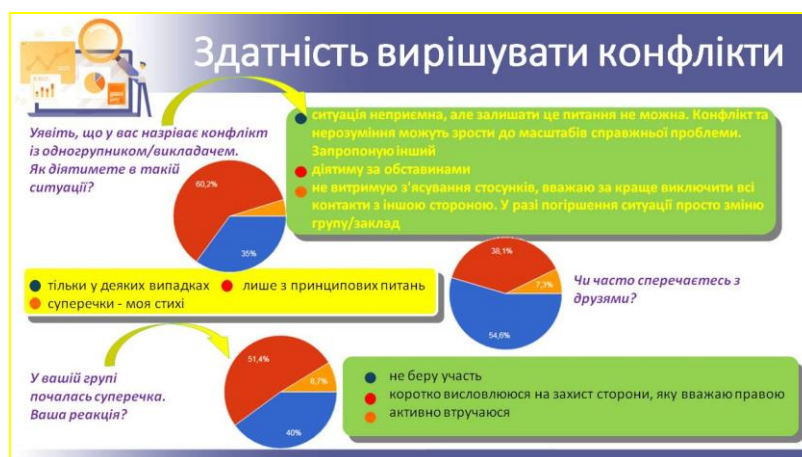 Здатність вирішувати конфлікти
Уявіть, що у вас назріває конфлікт
із одногрупником/викладачем.
Як діятимете в такій
ситуації?
ситуація неприємна, але залишати це питання не можна. Конфлікт та
нерозуміння можуть зрости до масштабів справжньої проблеми.
Запропоную інший
діятиму за обставинами
не витримую з'ясування стосунків, вважаю за краще виключити всі
контакти з іншою стороною. У разі погіршення ситуації просто зміню
групу/заклад
60,2%
35%
тільки у деяких випадках
лише з принципових питань
суперечки - моя стихі
38,1%
7,3%
54,6%
Чи часто сперечаєтесь з
друзями?
У вашій групі
почалась суперечка.
Ваша реакція?
51,4%
8,7%
40%
не беру участь
коротко висловлююся на захист сторони, яку вважаю правою
активно втручаюся